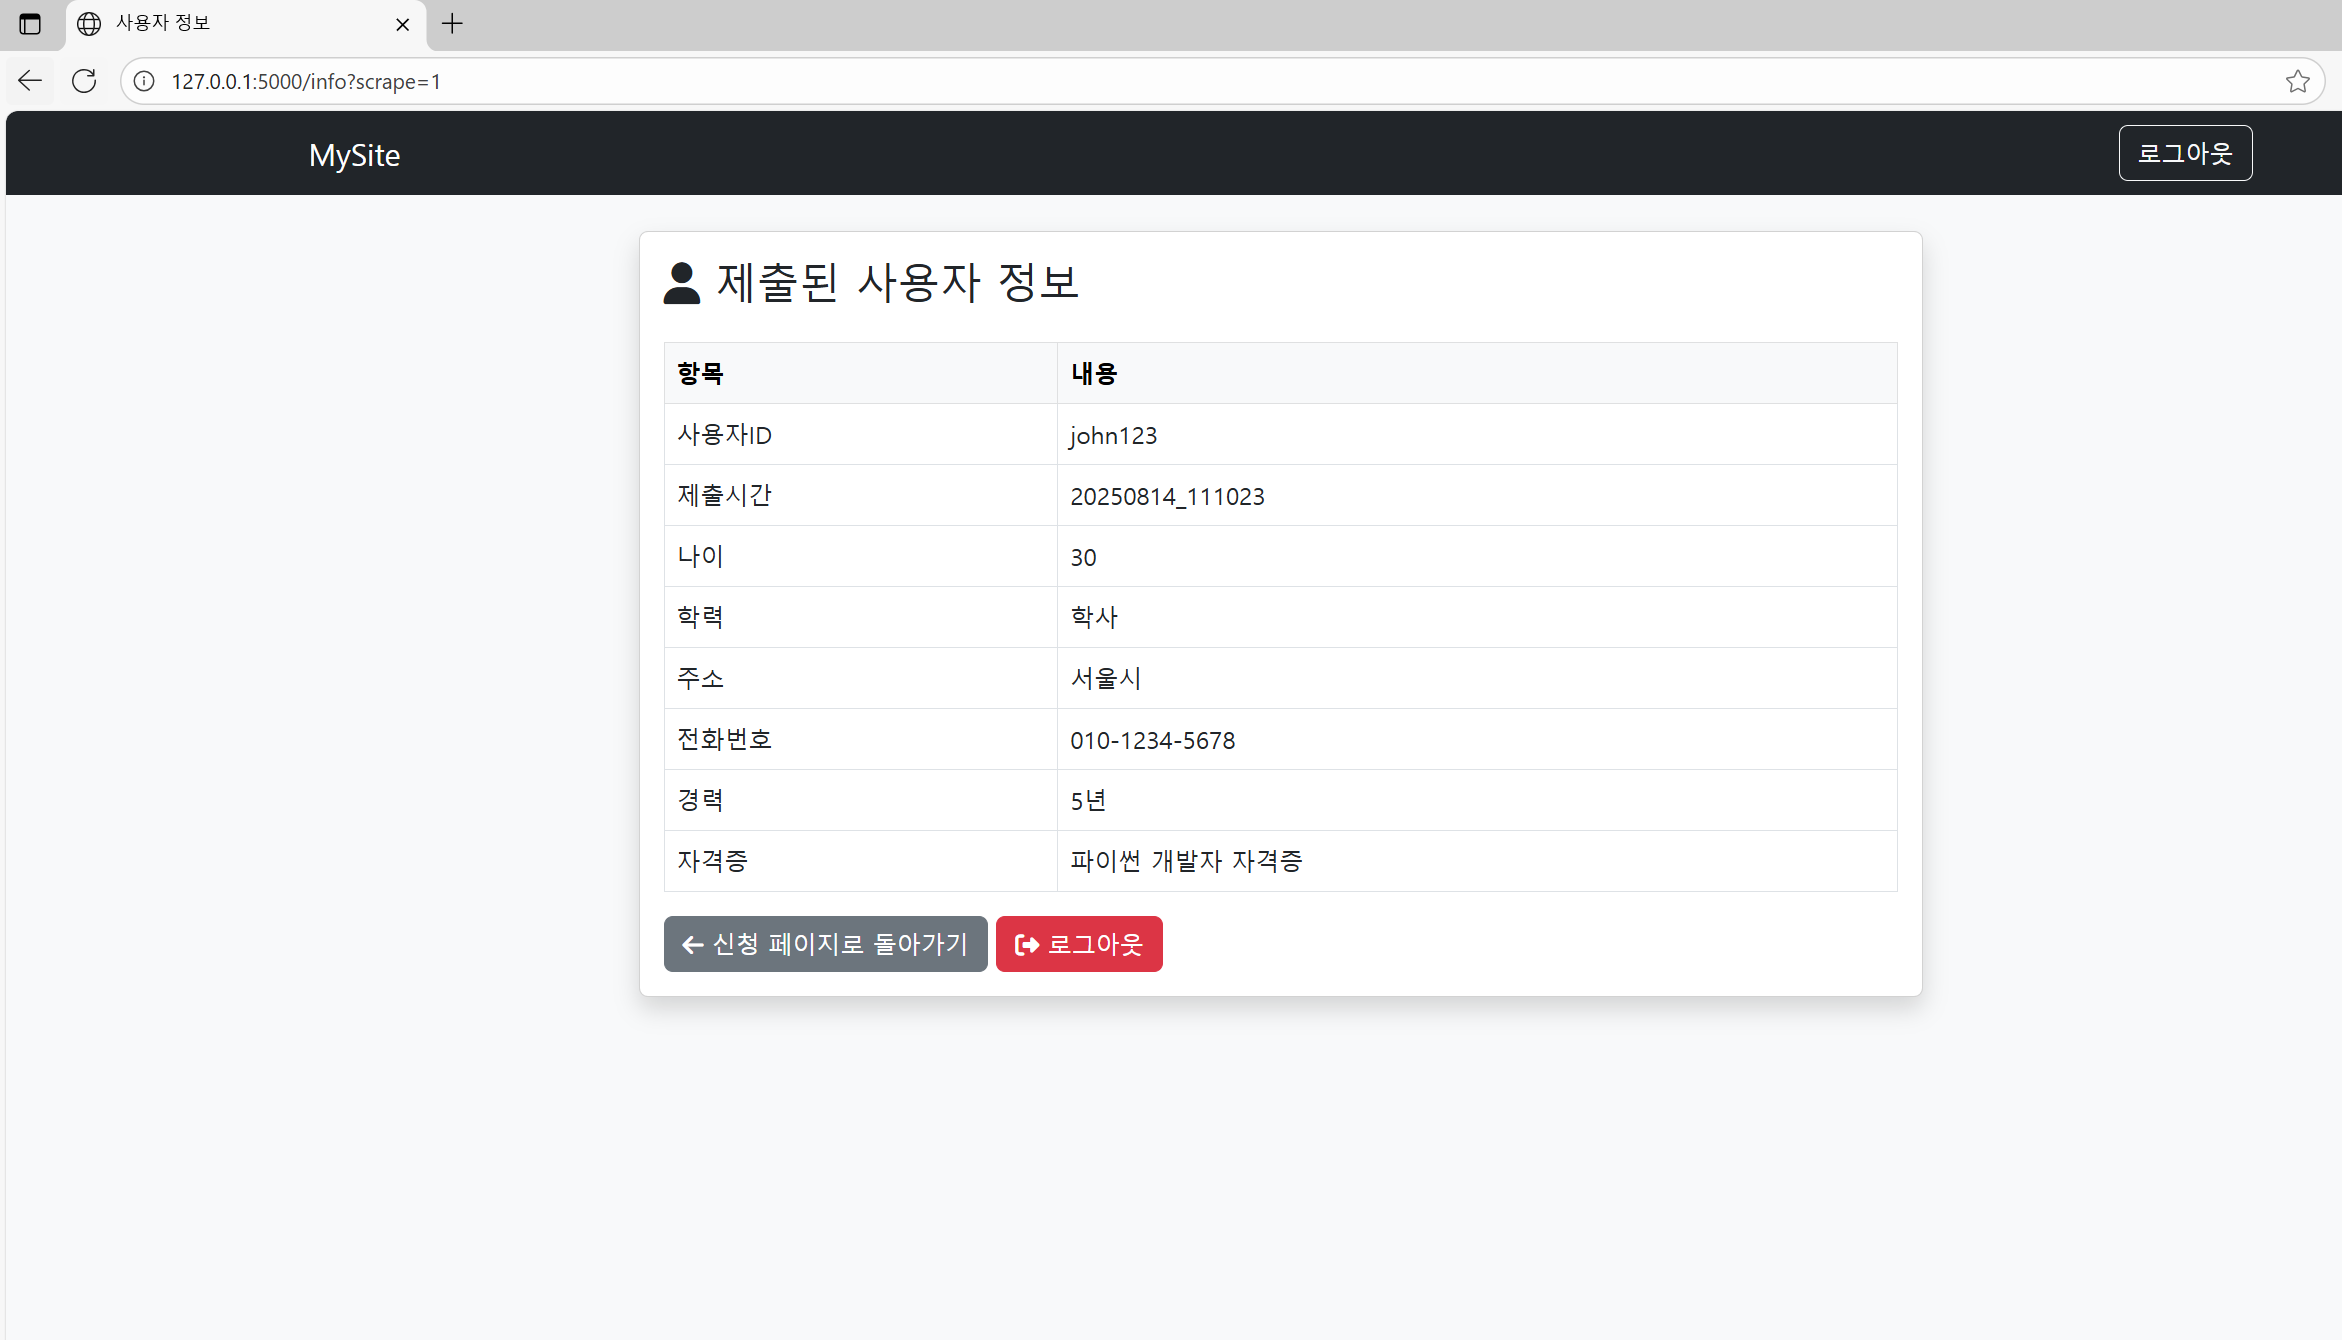 사용자 정보
127.0.0.1:5000/info?scrape=1
MySite
로그아웃
제출된 사용자 정보
항목 내용
사용자ID john123
제출시간 20250814_111023
나이 30
학력 학사
주소 서울시
전화번호 010-1234-5678
경력 5년
자격증 파이썬 개발자 자격증
신청 페이지로 돌아가기 로그아웃